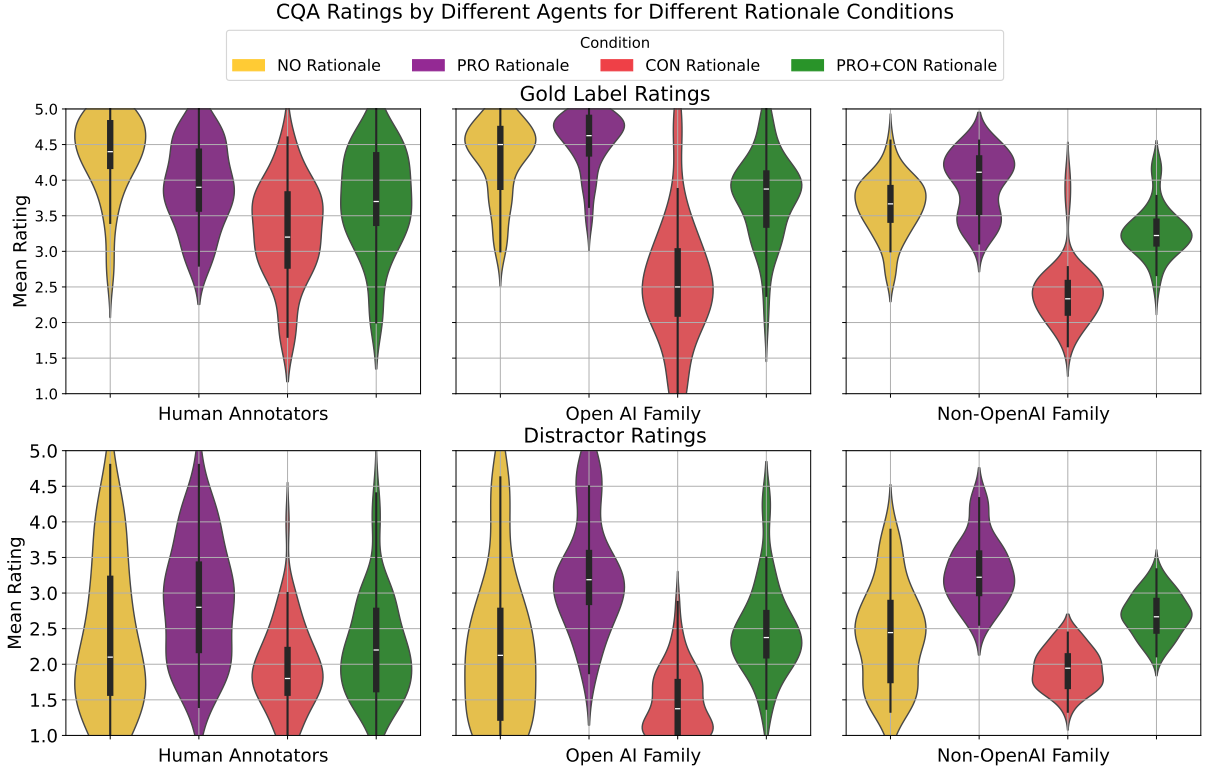 CQA Ratings by Different Agents for Different Rationale Conditions
Condition
NO Rationale PRO Rationale CON Rationale PRO+CON Rationale
Gold Label Ratings
Mean Rating
5.0
4.5
4.0
3.5
3.0
2.5
2.0
1.5
1.0
Human Annotators Open AI Family Non-OpenAI Family
Distractor Ratings
Mean Rating
5.0
4.5
4.0
3.5
3.0
2.5
2.0
1.5
1.0
Human Annotators Open AI Family Non-OpenAI Family